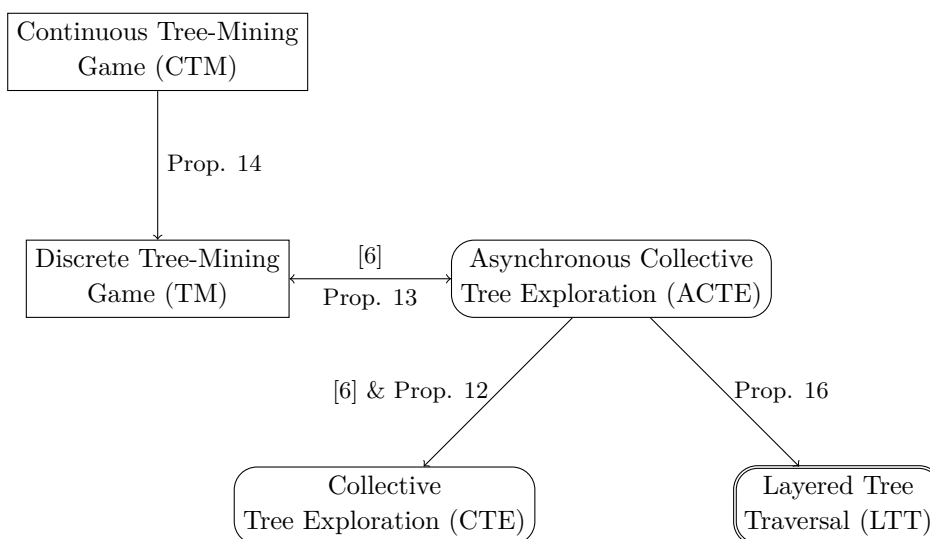 Continuous Tree-Mining
Game (CTM)
Prop. 14
Discrete Tree-Mining
Game (TM)
[6]
Prop. 13
Asynchronous Collective
Tree Exploration (ACTE)
[6] & Prop. 12
Prop. 16
Collective
Tree Exploration (CTE)
Layered Tree
Traversal (LTT)